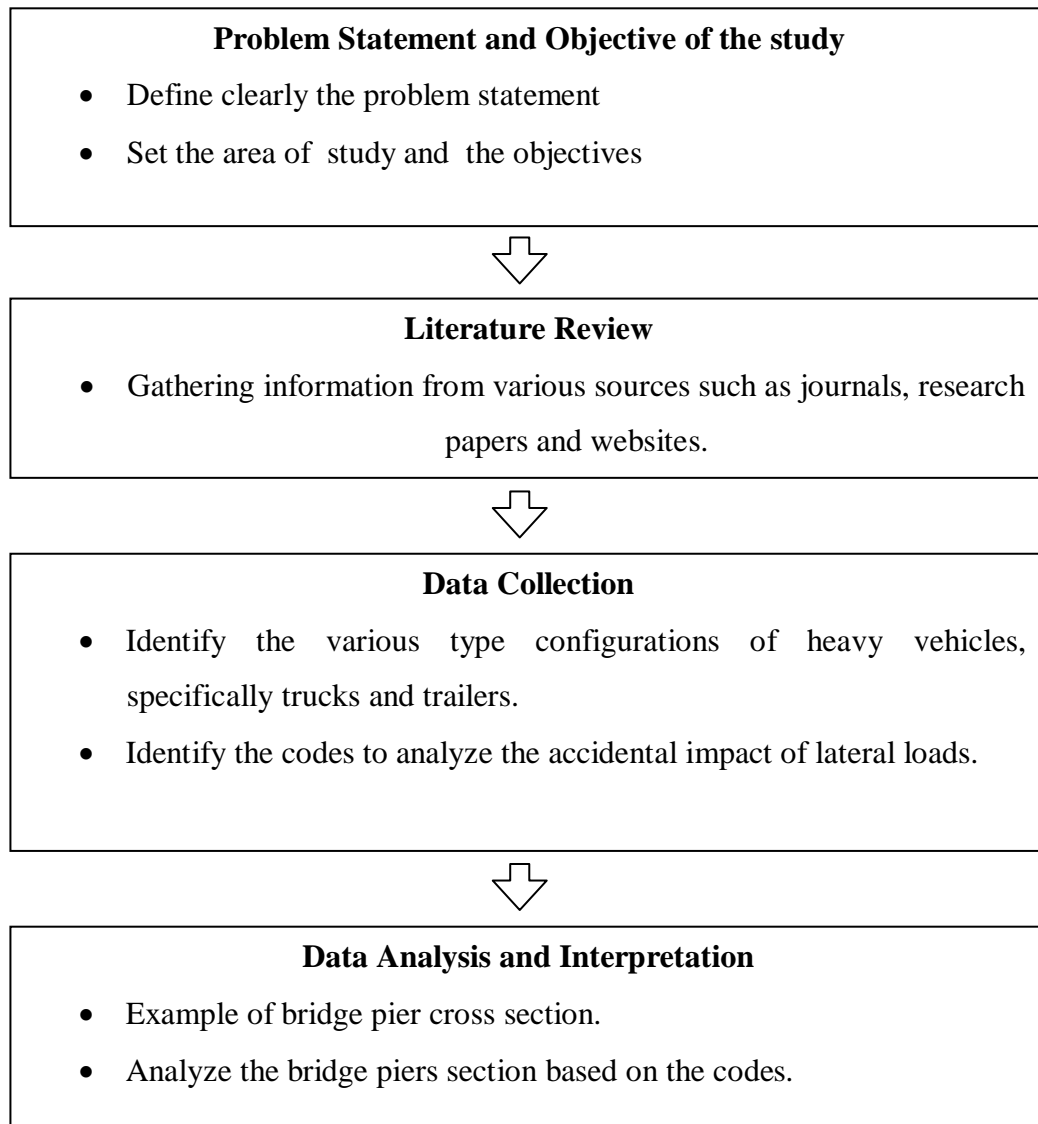 Problem Statement and Objective of the study
• Define clearly the problem statement
• Set the area of study and the objectives
Literature Review
• Gathering information from various sources such as journals, research
papers and websites.
Data Collection
• Identify the various type configurations of heavy vehicles,
specifically trucks and trailers.
• Identify the codes to analyze the accidental impact of lateral loads.
Data Analysis and Interpretation
• Example of bridge pier cross section.
• Analyze the bridge piers section based on the codes.